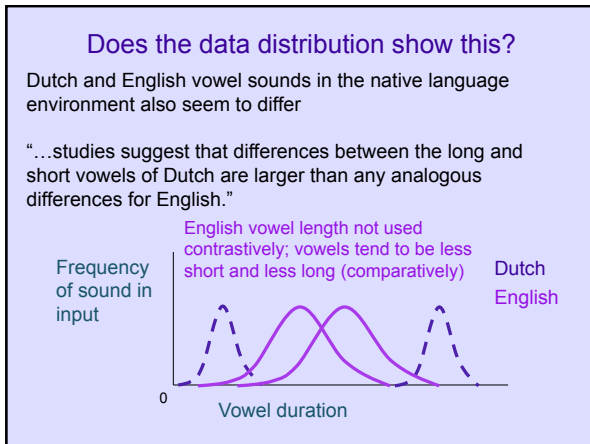 Does the data distribution show this?
Dutch and English vowel sounds in the native language
environment also seem to differ
“…studies suggest that differences between the long and
short vowels of Dutch are larger than any analogous
differences for English.”
English vowel length not used
contrastively; vowels tend to be less
short and less long (comparatively)
Frequency
of sound in
input
Dutch
English
0
Vowel duration